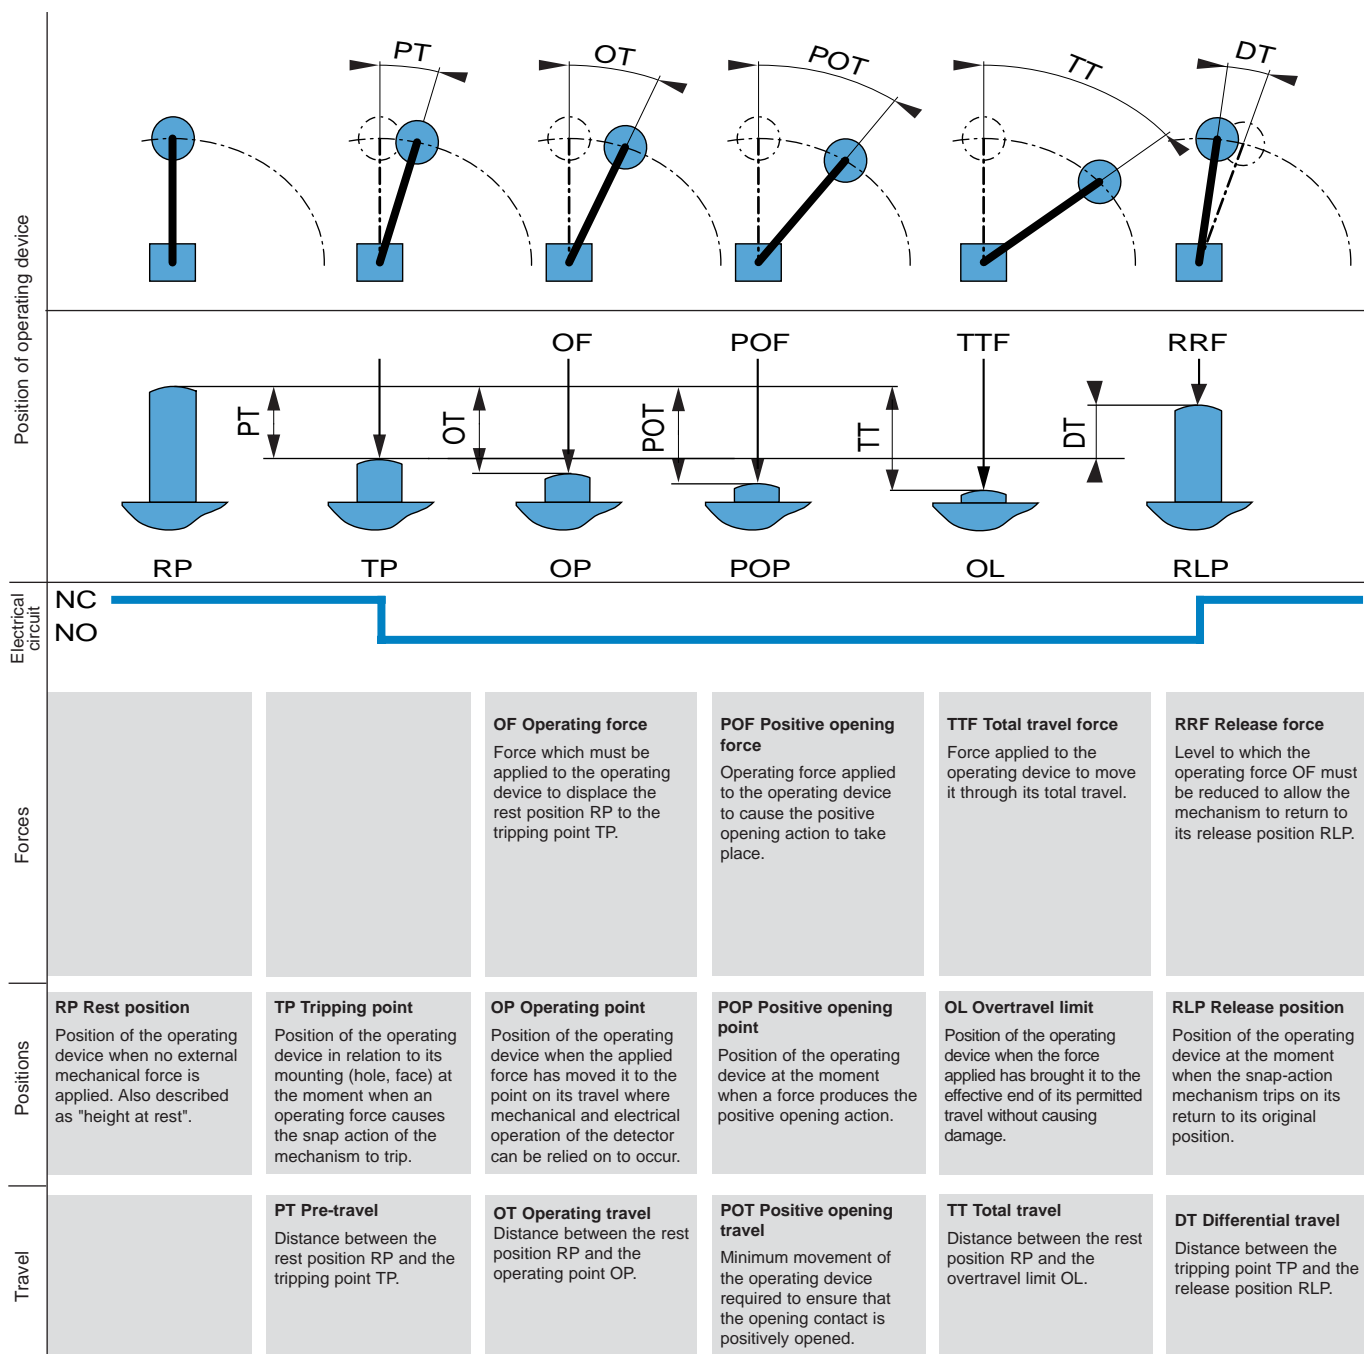 PT
OT
POT
TT
DT
Position of operating device
OF
POF
TTF
RRF
PT
OT
POT
TT
DT
RP
TP
OP
POP
OL
RLP
Electrical
circuit
NC
NO
Forces
OF Operating force
Force which must be
applied to the operating
device to displace the
rest position RP to the
tripping point TP.
POF Positive opening
force
Operating force applied
to the operating device
to cause the positive
opening action to take
place.
TTF Total travel force
Force applied to the
operating device to move
it through its total travel.
RRF Release force
Level to which the
operating force OF must
be reduced to allow the
mechanism to return to
its release position RLP.
Positions
RP Rest position
Position of the operating
device when no external
mechanical force is
applied. Also described
as "height at rest".
TP Tripping point
Position of the operating
device in relation to its
mounting (hole, face) at
the moment when an
operating force causes
the snap action of the
mechanism to trip.
OP Operating point
Position of the operating
device when the applied
force has moved it to the
point on its travel where
mechanical and electrical
operation of the detector
can be relied on to occur.
POP Positive opening
point
Position of the operating
device at the moment
when a force produces the
positive opening action.
OL Overtravel limit
Position of the operating
device when the force
applied has brought it to the
effective end of its permitted
travel without causing
damage.
RLP Release position
Position of the operating
device at the moment
when the snap-action
mechanism trips on its
return to its original
position.
Travel
PT Pre-travel
Distance between the
rest position RP and the
tripping point TP.
OT Operating travel
Distance between the rest
position RP and the
operating point OP.
POT Positive opening
travel
Minimum movement of
the operating device
required to ensure that
the opening contact is
positively opened.
TT Total travel
Distance between the rest
position RP and the
overtravel limit OL.
DT Differential travel
Distance between the
tripping point TP and the
release position RLP.